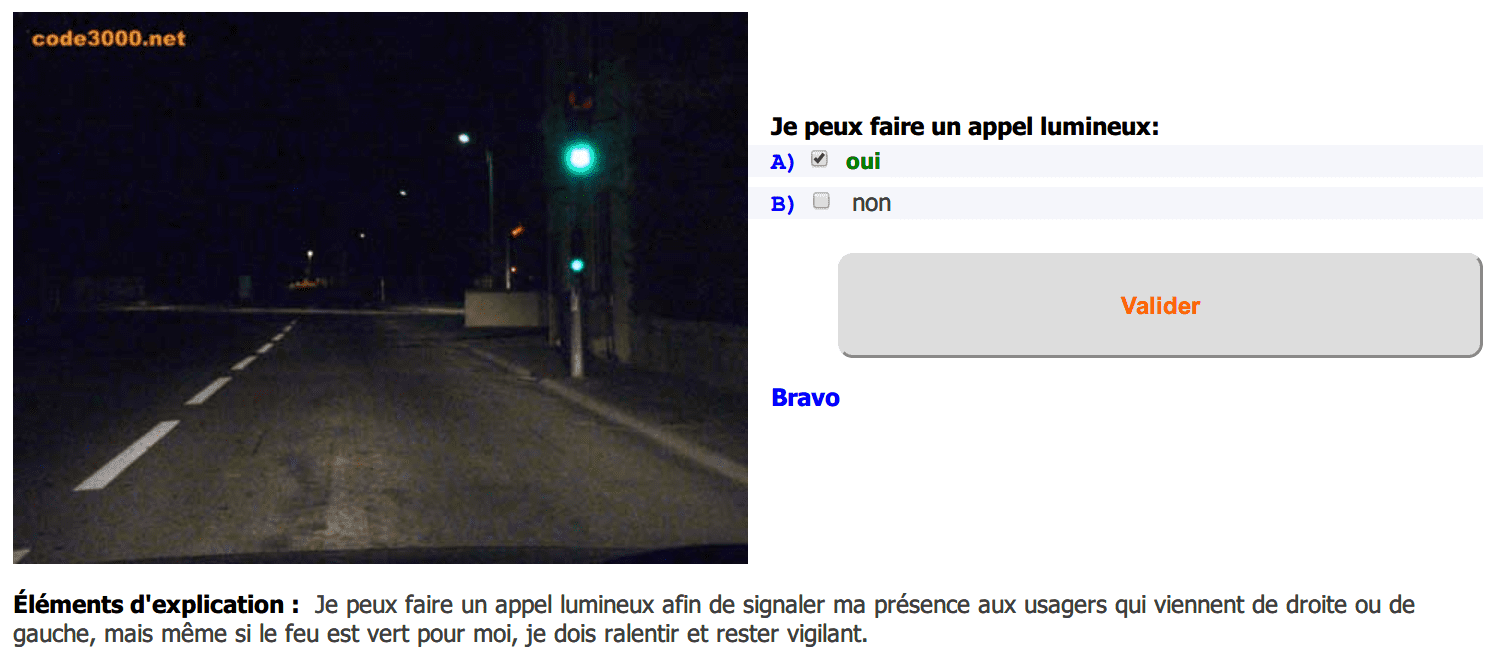 code3000.net
Je peux faire un appel lumineux:
A) oui
B) non
Valider
Bravo
Éléments d'explication : Je peux faire un appel lumineux afin de signaler ma présence aux usagers qui viennent de droite ou de
gauche, mais même si le feu est vert pour moi, je dois ralentir et rester vigilant.